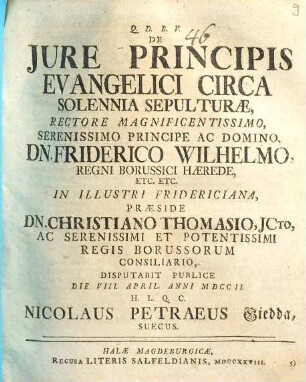 9
Q. D. B. V.
46
DE
JURE PRINCIPIS
EVANGELICI CIRCA
SOLENNIA SEPULTURÆ,
RECTORE MAGNIFICENTISSIMO,
SERENISSIMO PRINCIPE AC DOMINO,
DN. FRIDERICO WILHELMO,
REGNI BORUSSICI HÆREDE,
ETC. ETC.
IN ILLUSTRI FRIDERICIANA,
PRÆSIDE
DN. CHRISTIANO THOMASIO, JCTO,
AC SERENISSIMI ET POTENTISSIMI
REGIS BORUSSORUM
CONSILIARIO,
DISPUTABIT PUBLICE
DIE VIII. APRIL. ANNI MDCCII.
H. L. Q. C.
NICOLAUS PETRAEUS Giedda,
SUECUS.
HALÆ MAGDEBURGICÆ,
RECUSA LITERIS SALFELDIANIS, MDCCXXVIII.